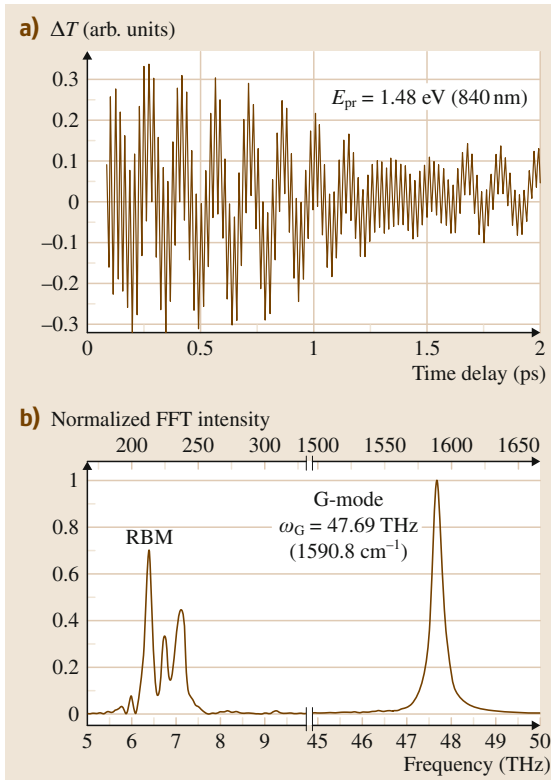 a) ΔT (arb. units)
0.3
E_pr = 1.48 eV (840 nm)
0.2
0.1
0
−0.1
−0.2
−0.3
0 0.5 1 1.5 2
Time delay (ps)
b) Normalized FFT intensity
200 250 300 1500 1550 1600 1650
1
G-mode
ω_G = 47.69 THz
(1590.8 cm⁻¹)
RBM
0.8
0.6
0.4
0.2
0
5 6 7 8 9 45 46 47 48 49 50
Frequency (THz)